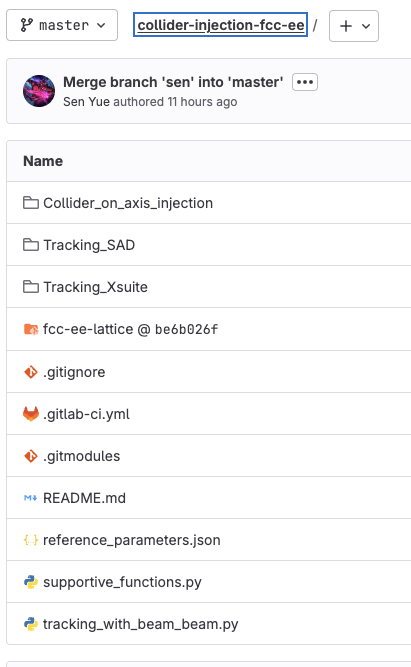 master collider-injection-fcc-ee / +
Merge branch 'sen' into 'master' •••
Sen Yue authored 11 hours ago
Name
Collider_on_axis_injection
Tracking_SAD
Tracking_Xsuite
fcc-ee-lattice @ be6b026f
.gitignore
.gitlab-ci.yml
.gitmodules
M↓ README.md
{} reference_parameters.json
supportive_functions.py
tracking_with_beam_beam.py